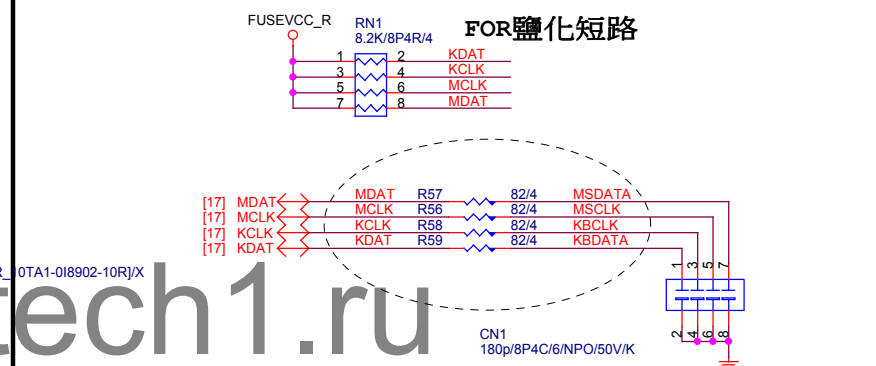 FUSEVCC_R
RN1
8.2K/8P4R/4
FOR鹽化短路
1 2 KDAT
3 4 KCLK
5 6 MCLK
7 8 MDAT
[17] MDAT MDAT R57 82/4 MSDATA
[17] MCLK MCLK R56 82/4 MSCLK
[17] KCLK KCLK R58 82/4 KBCLK
[17] KDAT KDAT R59 82/4 KBDATA
R_10TA1-0I8902-10R]/X
1 3 5 7
tech1.ru
2 4 6 8
CN1
180p/8P4C/6/NPO/50V/K